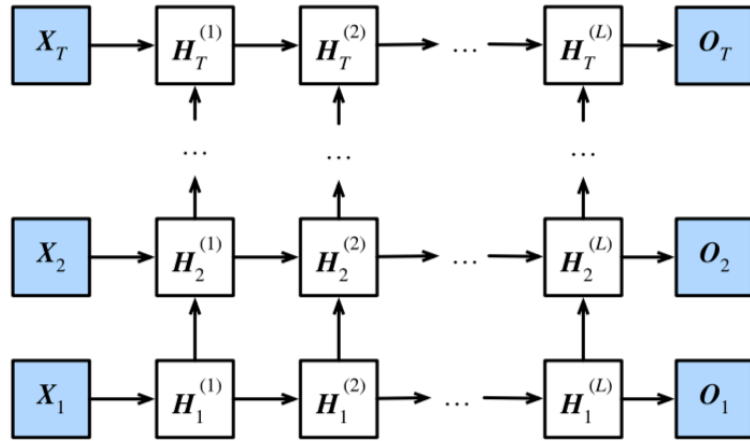 X_T H_T^(1) H_T^(2) … H_T^(L) O_T
… … …
X_2 H_2^(1) H_2^(2) … H_2^(L) O_2
X_1 H_1^(1) H_1^(2) … H_1^(L) O_1